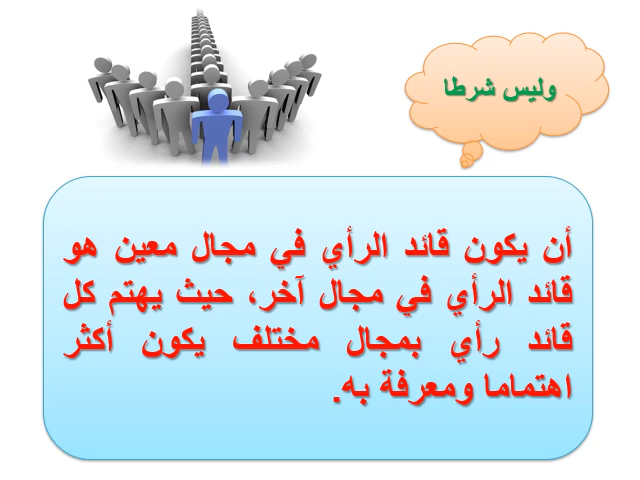 وليس شرطا
أن يكون قائد الرأي في مجال معين هو
قائد الرأي في مجال آخر، حيث يهتم كل
قائد رأي بمجال مختلف يكون أكثر
اهتماما ومعرفة به.